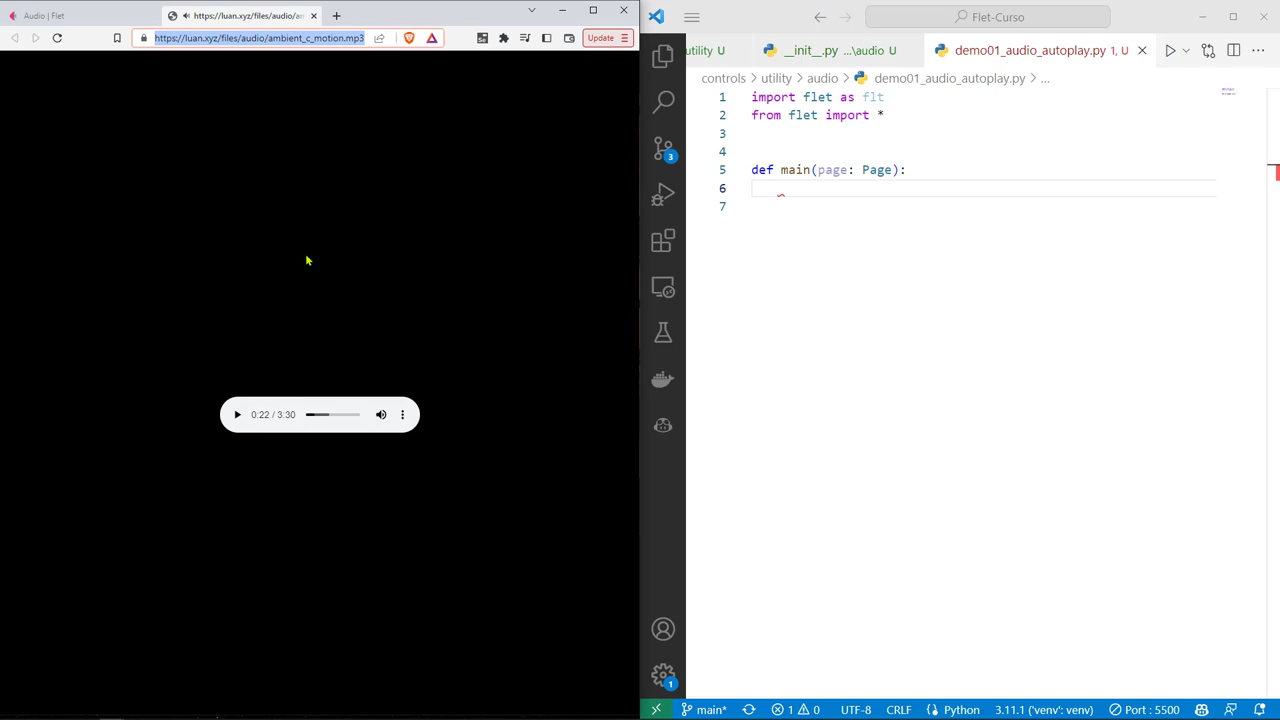 Audio | Flet
https://luan.xyz/files/audio/am
https://luan.xyz/files/audio/ambient_c_motion.mp3
Update
0:22 / 3:30
Flet-Curso
utility U
__init__.py ...\audio U
demo01_audio_autoplay.py 1, U
controls > utility > audio > demo01_audio_autoplay.py > ...
1 import flet as flt
2 from flet import *
3
4
5 def main(page: Page):
6
7
3
1
main*
1 0
UTF-8
CRLF
Python
3.11.1 ('venv': venv)
Port : 5500